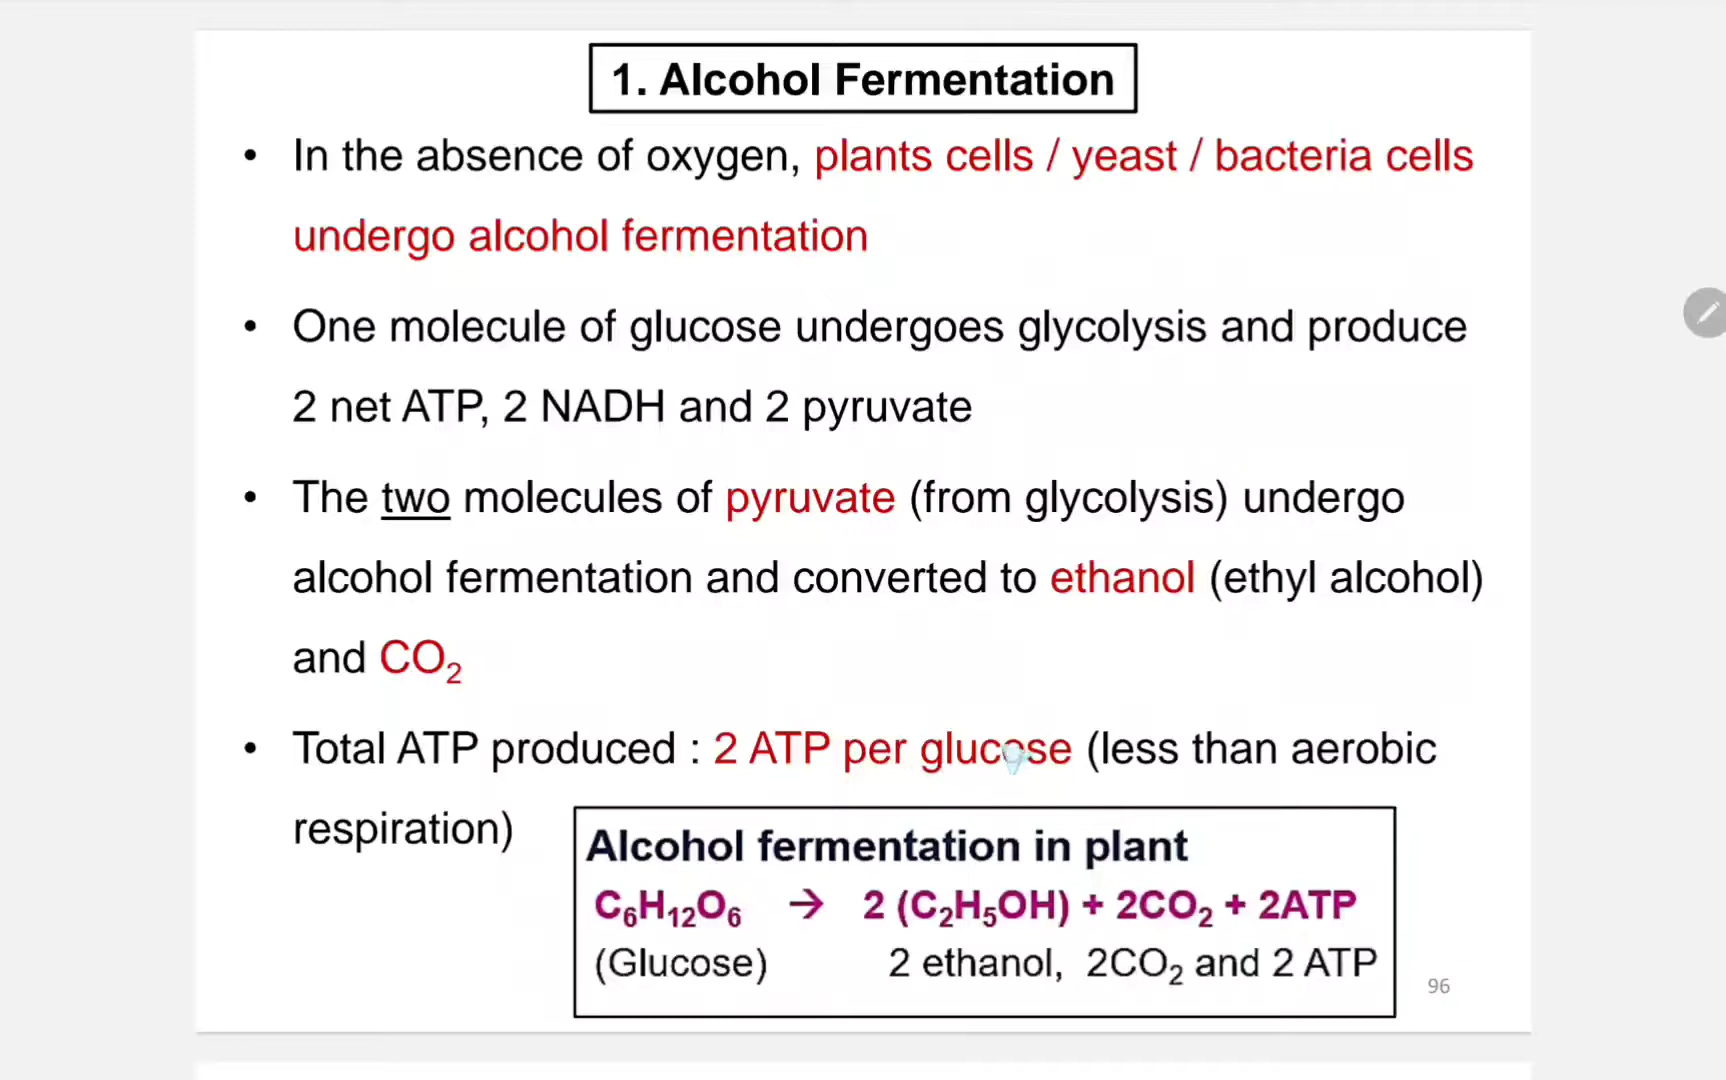 1. Alcohol Fermentation
• In the absence of oxygen, plants cells / yeast / bacteria cells
undergo alcohol fermentation
• One molecule of glucose undergoes glycolysis and produce
2 net ATP, 2 NADH and 2 pyruvate
• The two molecules of pyruvate (from glycolysis) undergo
alcohol fermentation and converted to ethanol (ethyl alcohol)
and CO₂
• Total ATP produced : 2 ATP per glucose (less than aerobic
respiration)
Alcohol fermentation in plant
C₆H₁₂O₆ → 2 (C₂H₅OH) + 2CO₂ + 2ATP
(Glucose) 2 ethanol, 2CO₂ and 2 ATP
96